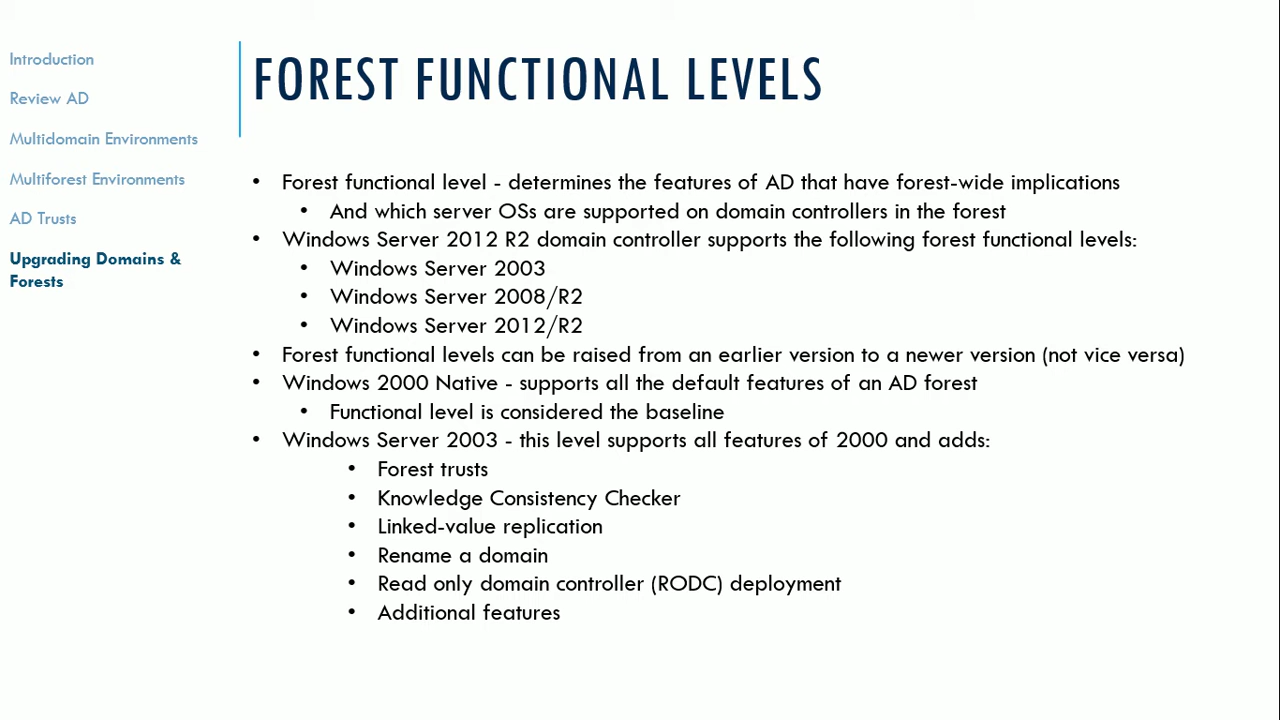 Introduction
Review AD
Multidomain Environments
Multiforest Environments
AD Trusts
Upgrading Domains &
Forests
FOREST FUNCTIONAL LEVELS
• Forest functional level - determines the features of AD that have forest-wide implications
• And which server OSs are supported on domain controllers in the forest
• Windows Server 2012 R2 domain controller supports the following forest functional levels:
• Windows Server 2003
• Windows Server 2008/R2
• Windows Server 2012/R2
• Forest functional levels can be raised from an earlier version to a newer version (not vice versa)
• Windows 2000 Native - supports all the default features of an AD forest
• Functional level is considered the baseline
• Windows Server 2003 - this level supports all features of 2000 and adds:
• Forest trusts
• Knowledge Consistency Checker
• Linked-value replication
• Rename a domain
• Read only domain controller (RODC) deployment
• Additional features